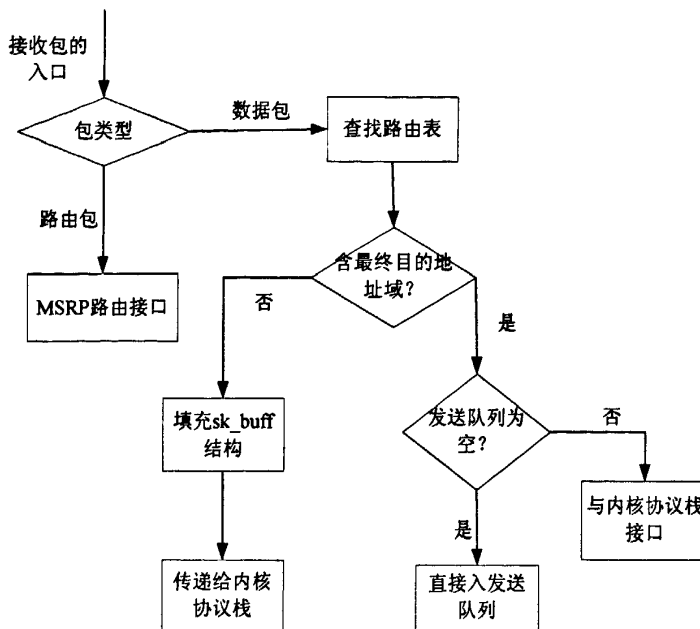 接收包的
入口
包类型
数据包
查找路由表
路由包
MSRP路由接口
含最终目的地
址域？
否
是
填充sk_buff
结构
发送队列为
空？
否
与内核协议栈
接口
是
传递给内核
协议栈
直接入发送
队列